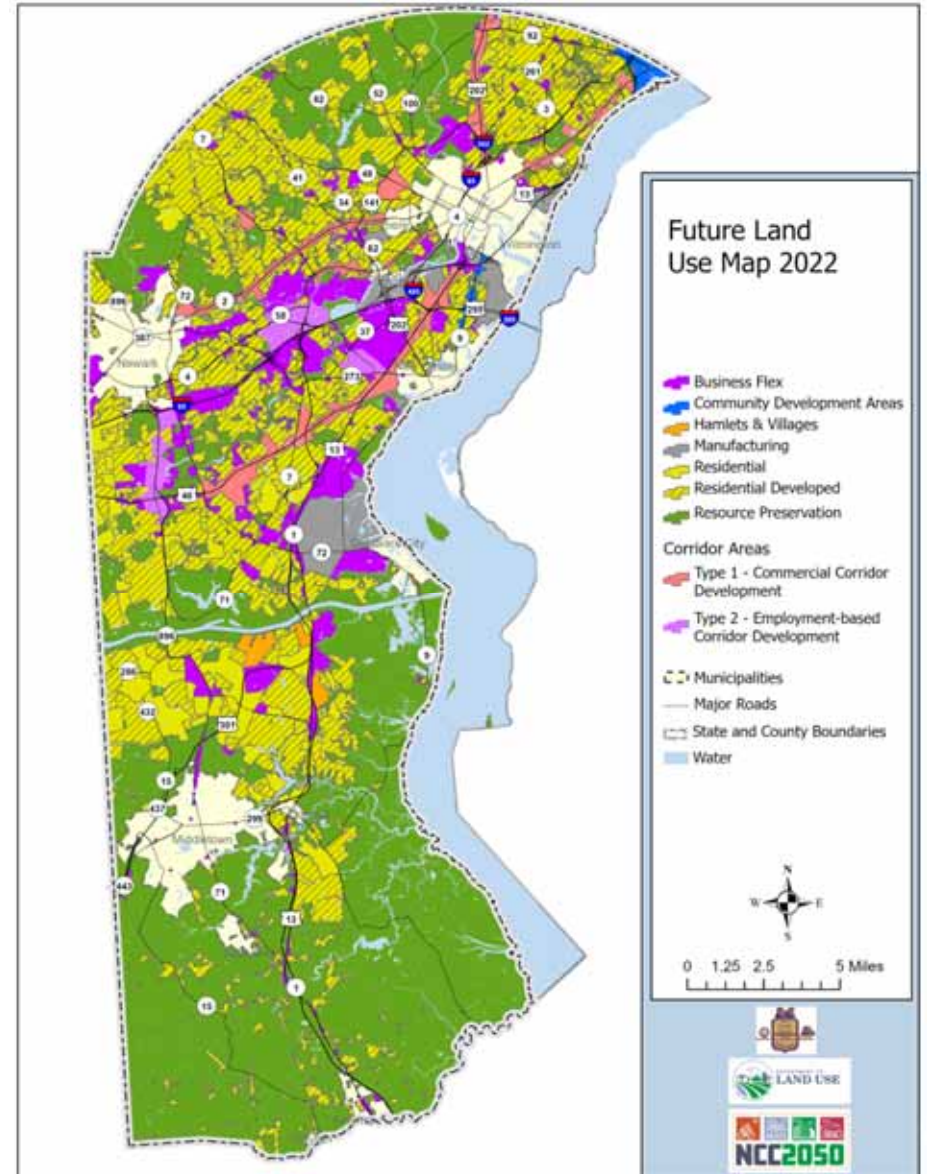 Future Land
Use Map 2022
Business Flex
Community Development Areas
Hamlets & Villages
Manufacturing
Residential
Residential Developed
Resource Preservation
Corridor Areas
Type 1 - Commercial Corridor
Development
Type 2 - Employment-based
Corridor Development
Municipalities
Major Roads
State and County Boundaries
Water
N
W E
S
0 1.25 2.5 5 Miles
LAND USE
NCC2050
92
261
202
52
82
100
3
7
41
48
34
141
13
4
Wilmington
62
896
72
2
58
37
202
9
273
Newark
4
40
7
13
1
72
71
896
9
432
301
15
437
299
Middletown
443
71
13
15
1